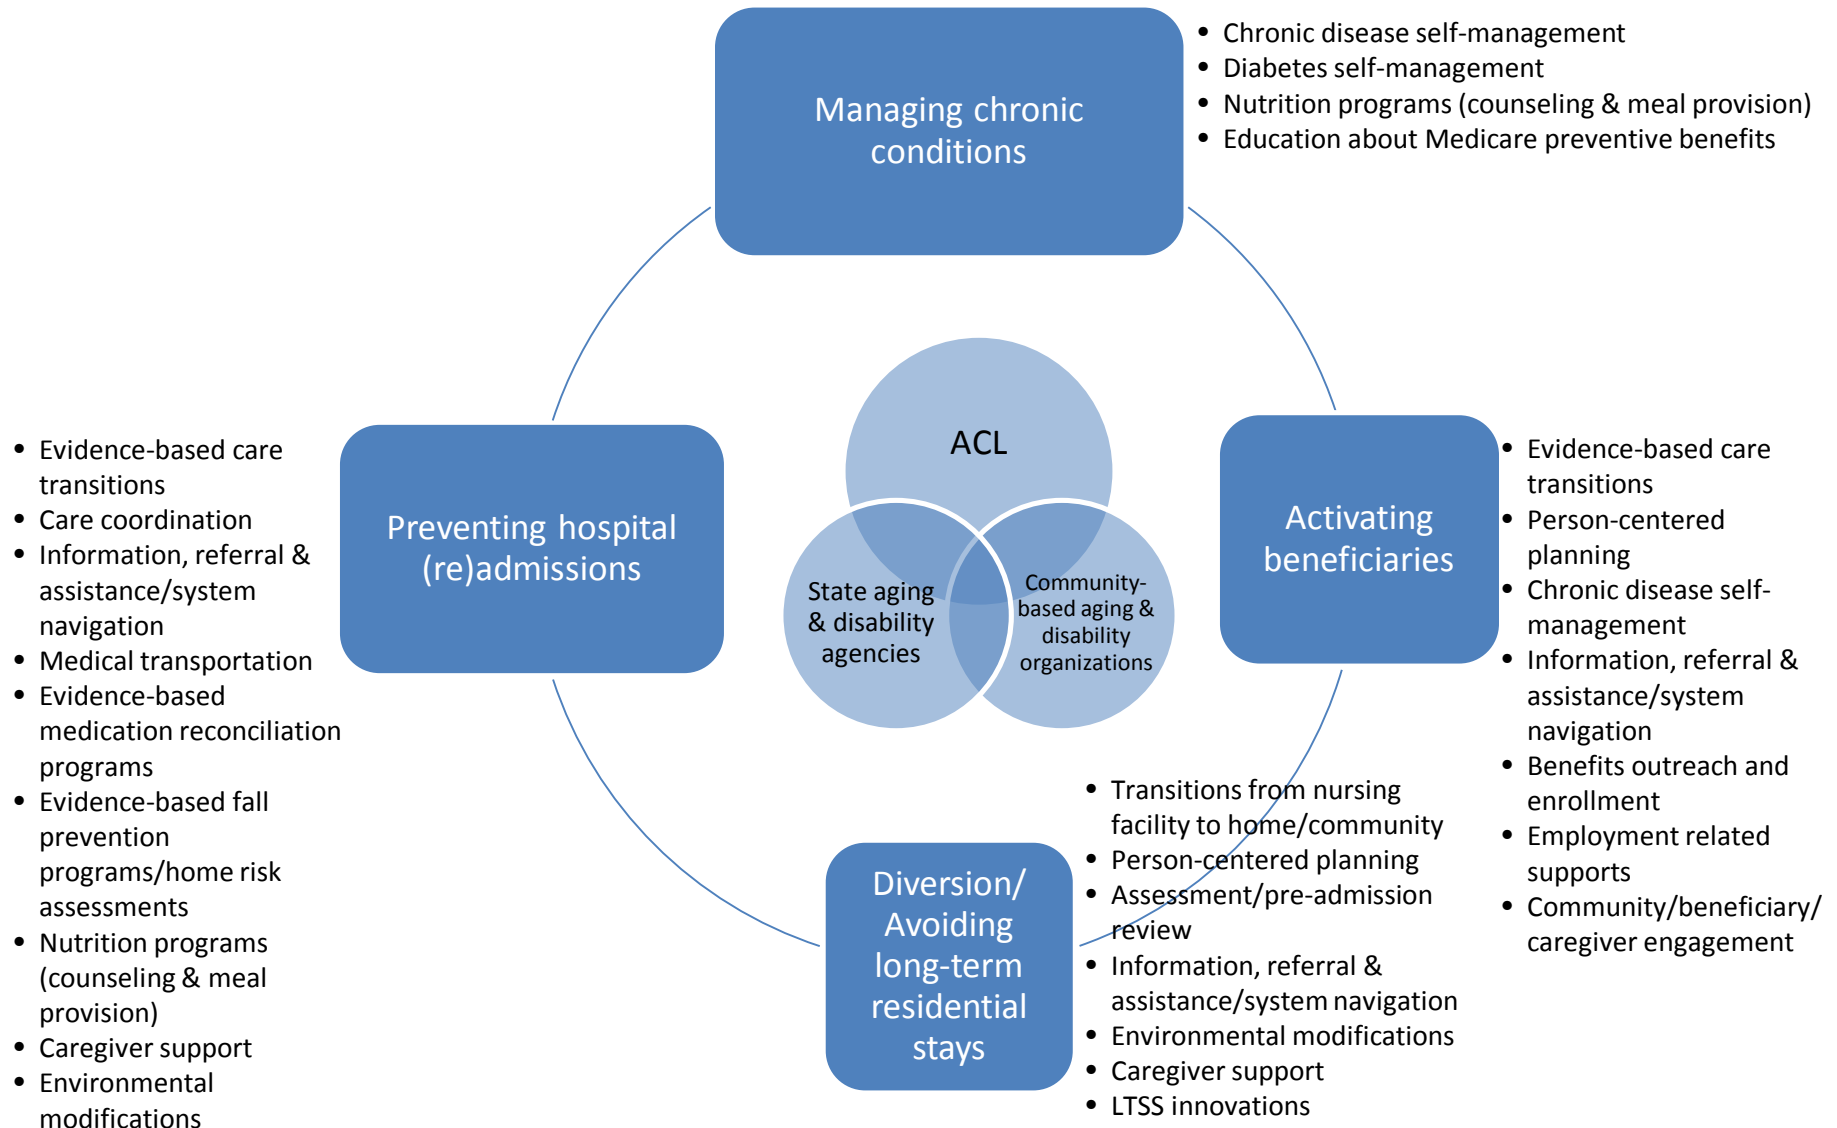 Managing chronic
conditions
• Chronic disease self-management
• Diabetes self-management
• Nutrition programs (counseling & meal provision)
• Education about Medicare preventive benefits
ACL
State aging
& disability
agencies
Community-
based aging &
disability
organizations
Preventing hospital
(re)admissions
• Evidence-based care
transitions
• Care coordination
• Information, referral &
assistance/system
navigation
• Medical transportation
• Evidence-based
medication reconciliation
programs
• Evidence-based fall
prevention
programs/home risk
assessments
• Nutrition programs
(counseling & meal
provision)
• Caregiver support
• Environmental
modifications
Activating
beneficiaries
• Evidence-based care
transitions
• Person-centered
planning
• Chronic disease self-
management
• Information, referral &
assistance/system
navigation
• Benefits outreach and
enrollment
• Employment related
supports
• Community/beneficiary/
caregiver engagement
Diversion/
Avoiding
long-term
residential
stays
• Transitions from nursing
facility to home/community
• Person-centered planning
• Assessment/pre-admission
review
• Information, referral &
assistance/system navigation
• Environmental modifications
• Caregiver support
• LTSS innovations